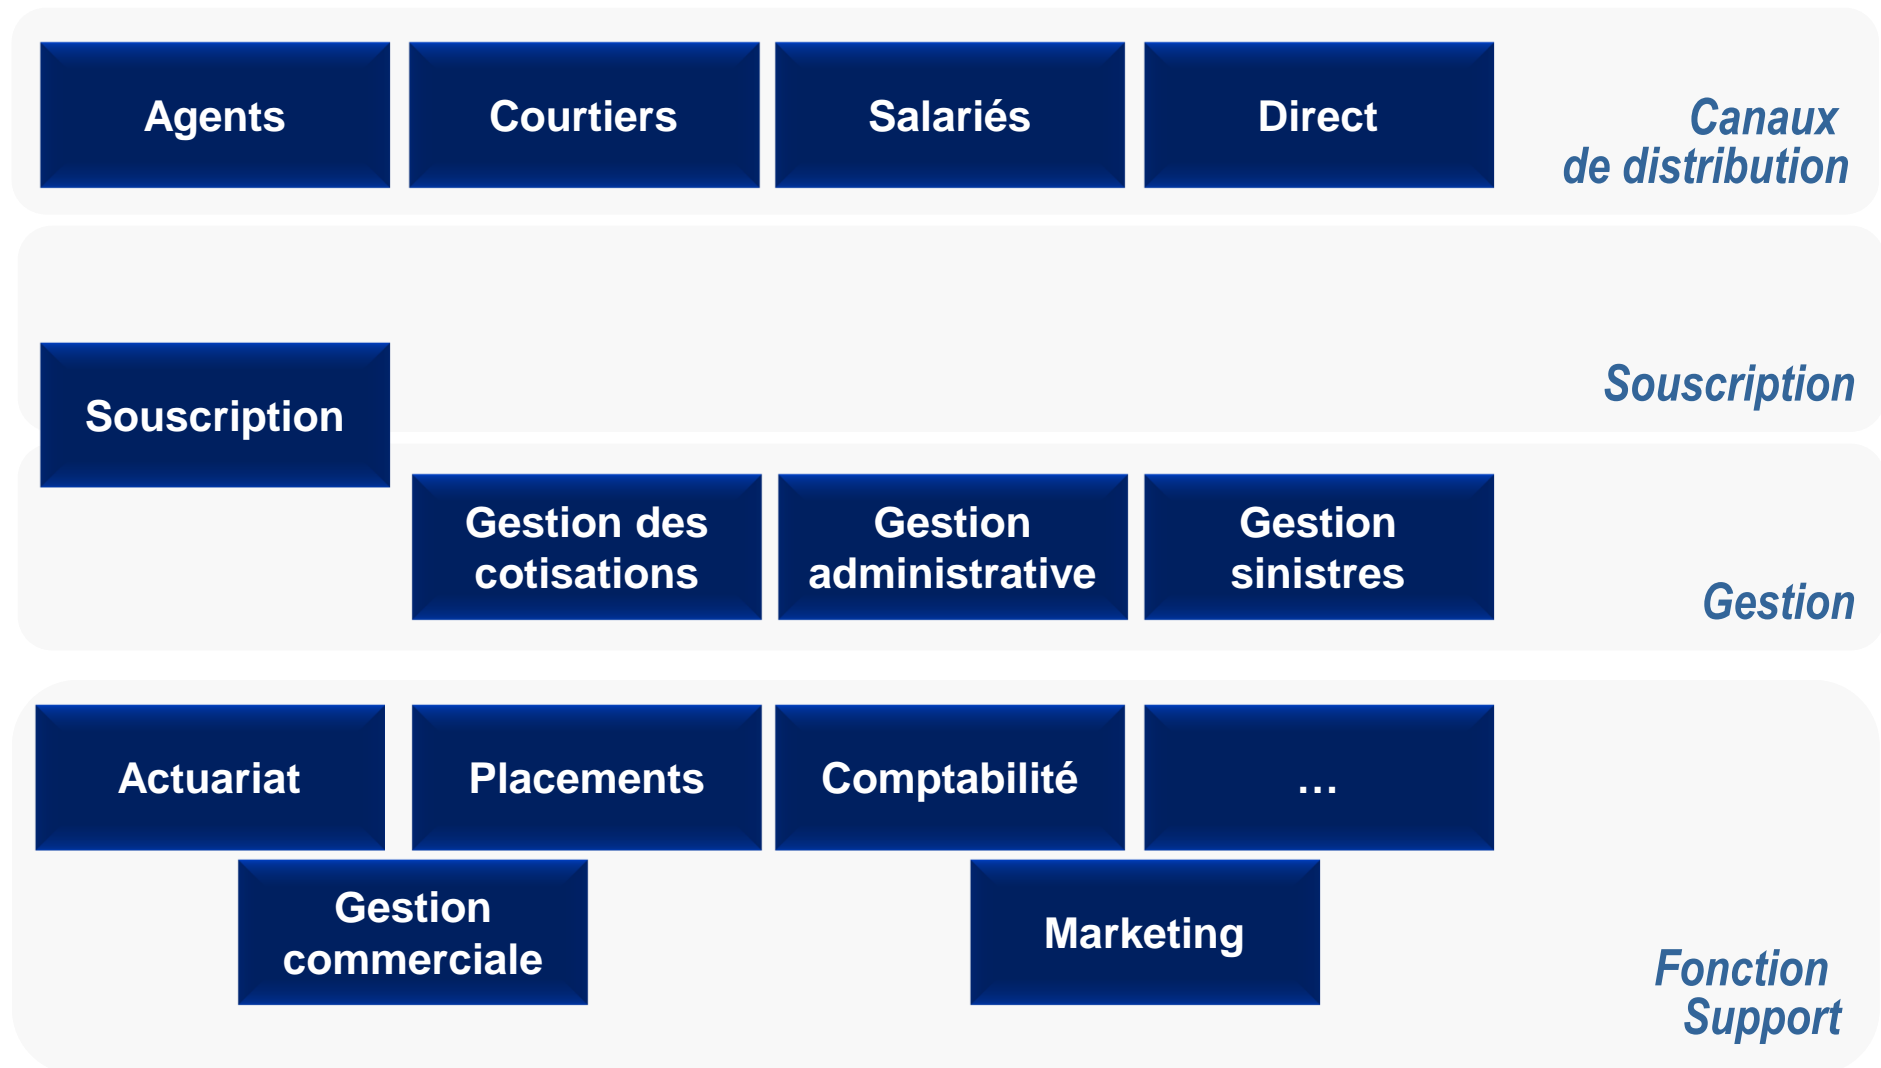 Agents
Courtiers
Salariés
Direct
Canaux
de distribution
Souscription
Souscription
Gestion des
cotisations
Gestion
administrative
Gestion
sinistres
Gestion
Actuariat
Placements
Comptabilité
…
Gestion
commerciale
Marketing
Fonction
Support